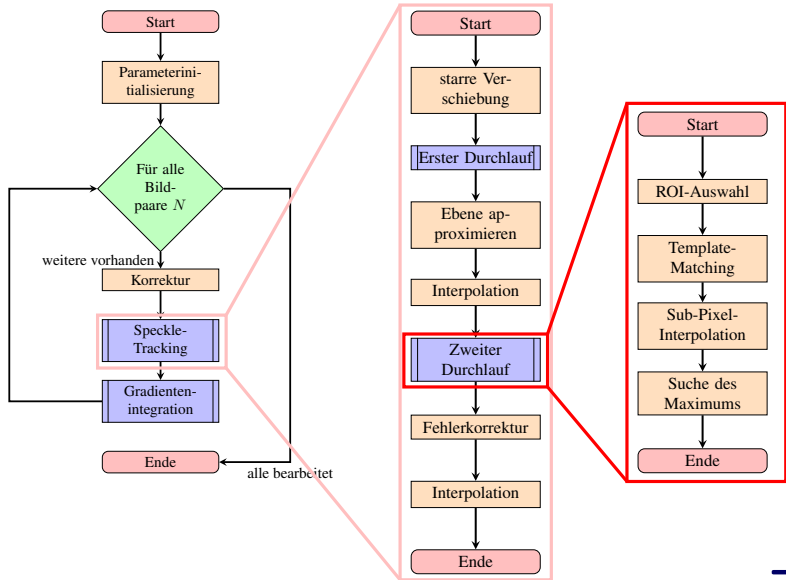 Start
Parameterini-
tialisierung
Für alle
Bild-
paare N
weitere vorhanden
Korrektur
Speckle-
Tracking
Gradienten-
integration
Ende
alle bearbeitet
Start
starre Ver-
schiebung
Erster Durchlauf
Ebene ap-
proximieren
Interpolation
Zweiter
Durchlauf
Fehlerkorrektur
Interpolation
Ende
Start
ROI-Auswahl
Template-
Matching
Sub-Pixel-
Interpolation
Suche des
Maximums
Ende